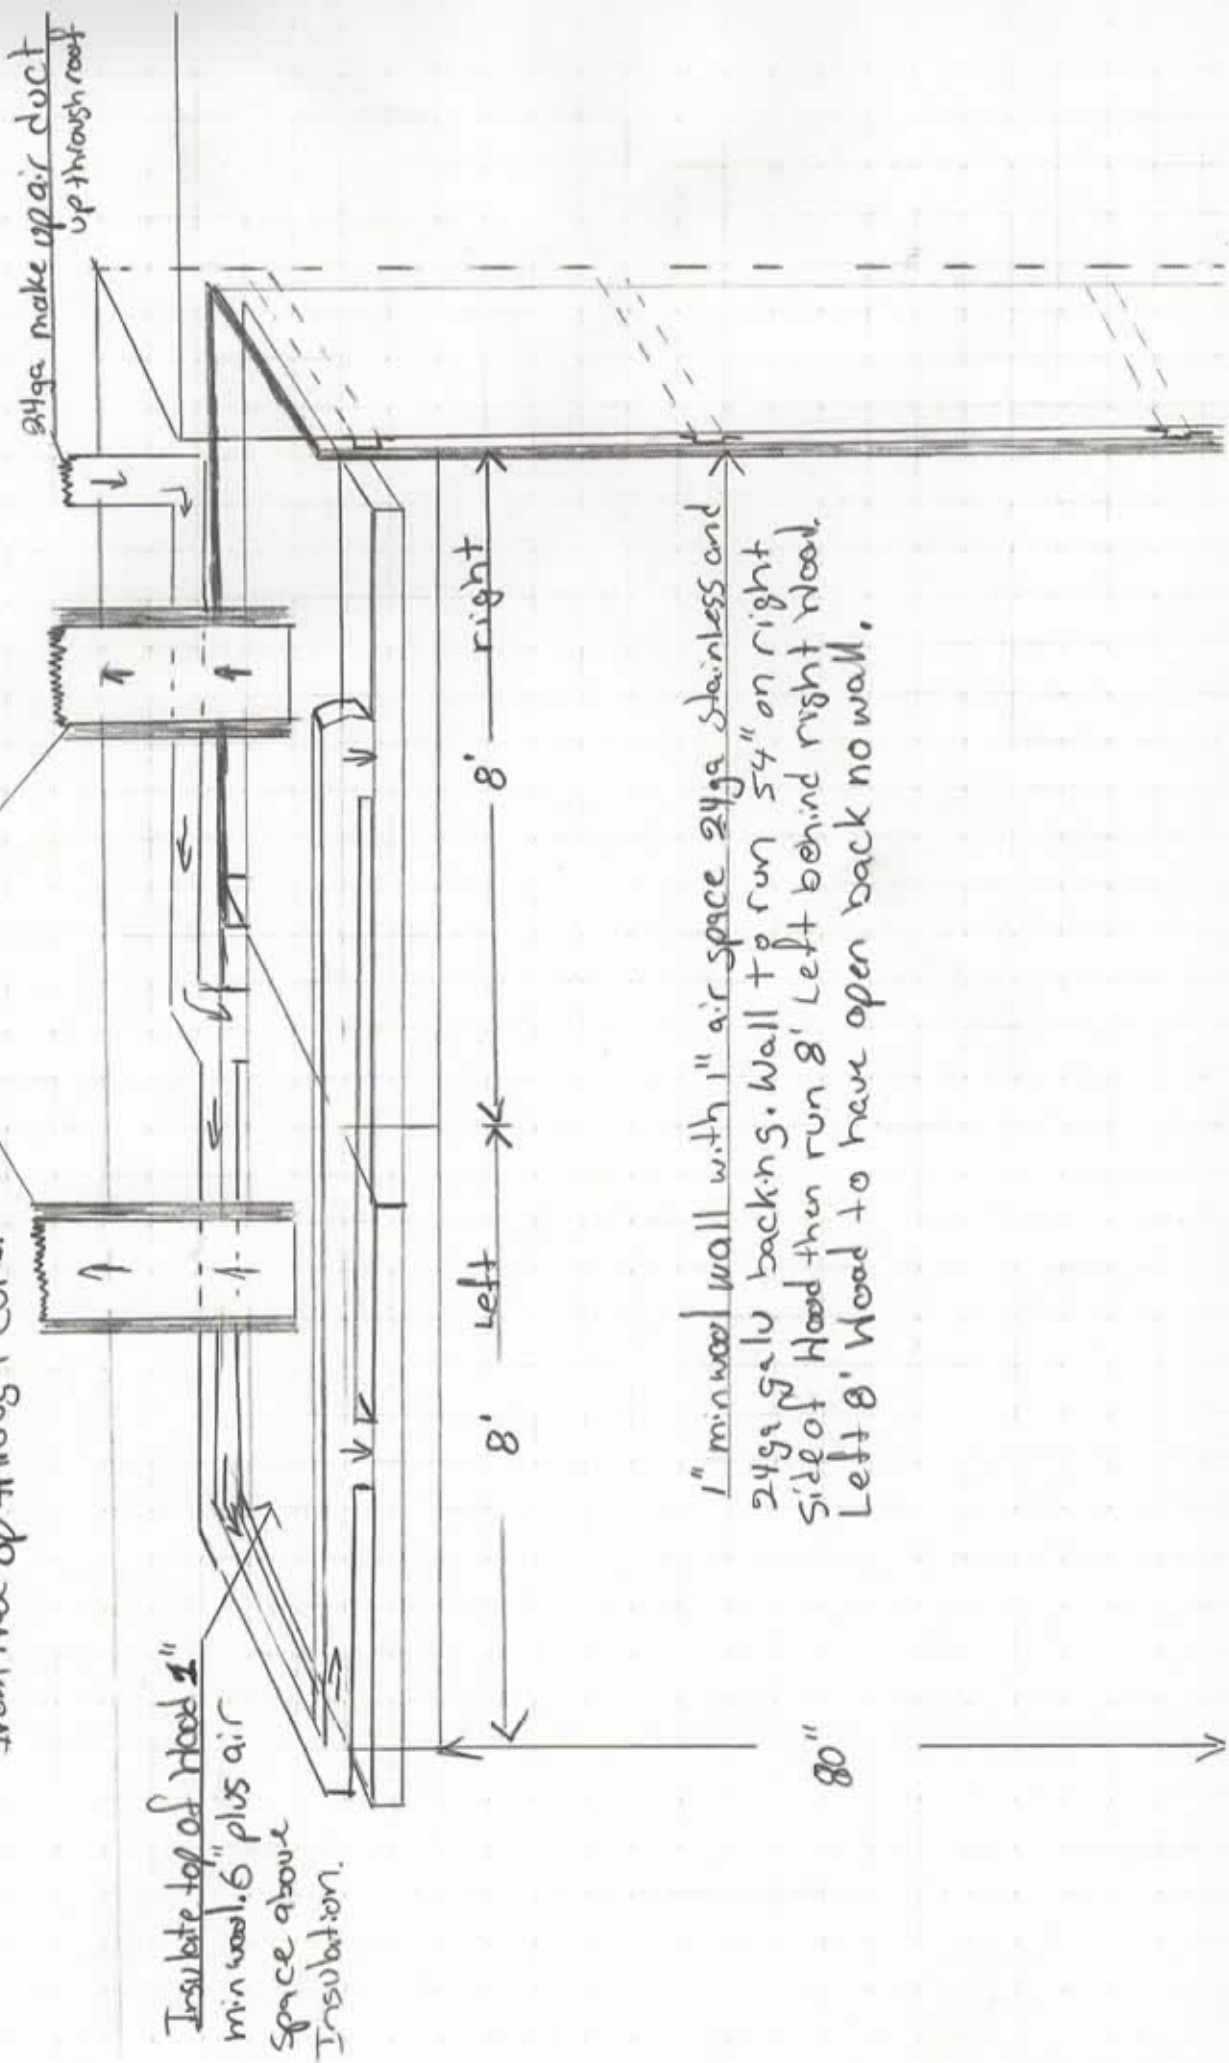 24ga make up air duct
up through roof
Insulate top of Hood 1"
min wool. 6" plus air
Space above
Insulation.
8'
Left
8'
right
80"
1" min wool wall with 1" air space 24ga stainless and
24ga galv backing. Wall to run 54" on right
side of Hood then run 8' Left behind right Hood.
Left 8' Hood to have open back no wall.